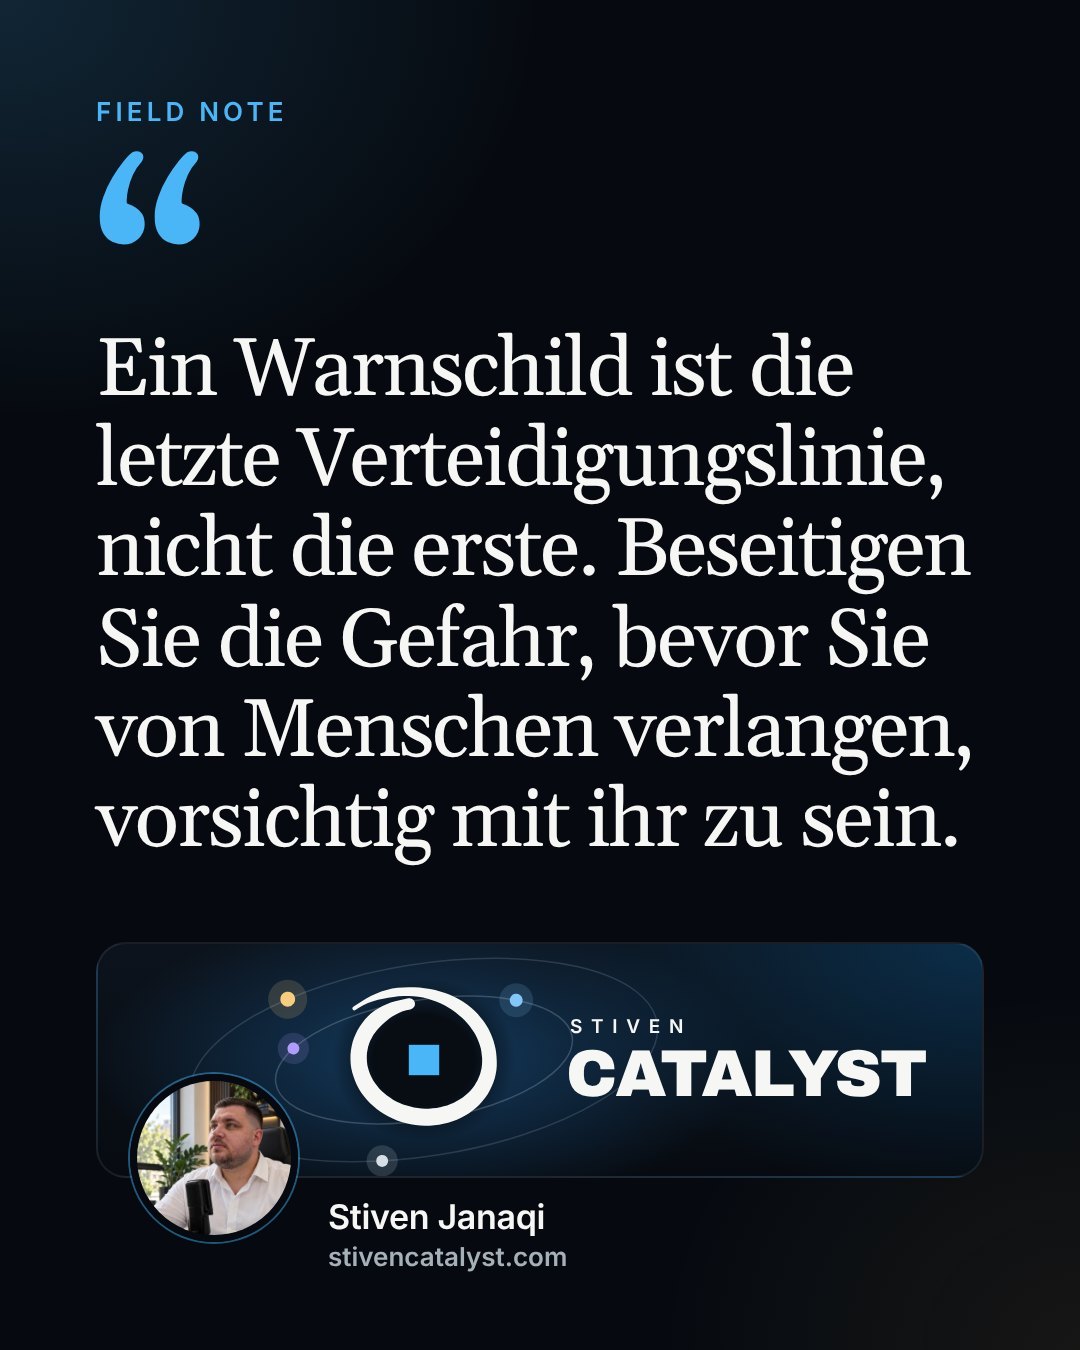 FIELD NOTE
“
Ein Warnschild ist die
letzte Verteidigungslinie,
nicht die erste. Beseitigen
Sie die Gefahr, bevor Sie
von Menschen verlangen,
vorsichtig mit ihr zu sein.
STIVEN
CATALYST
Stiven Janaqi
stivencatalyst.com